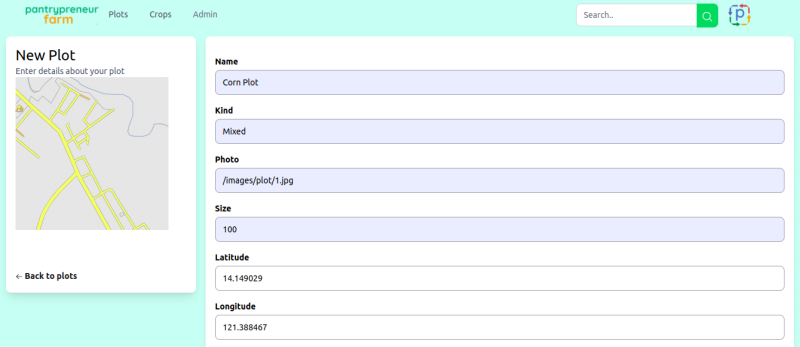 pantrypreneur
farm
Plots
Crops
Admin
Search..
p
New Plot
Enter details about your plot
← Back to plots
Name
Corn Plot
Kind
Mixed
Photo
/images/plot/1.jpg
Size
100
Latitude
14.149029
Longitude
121.388467